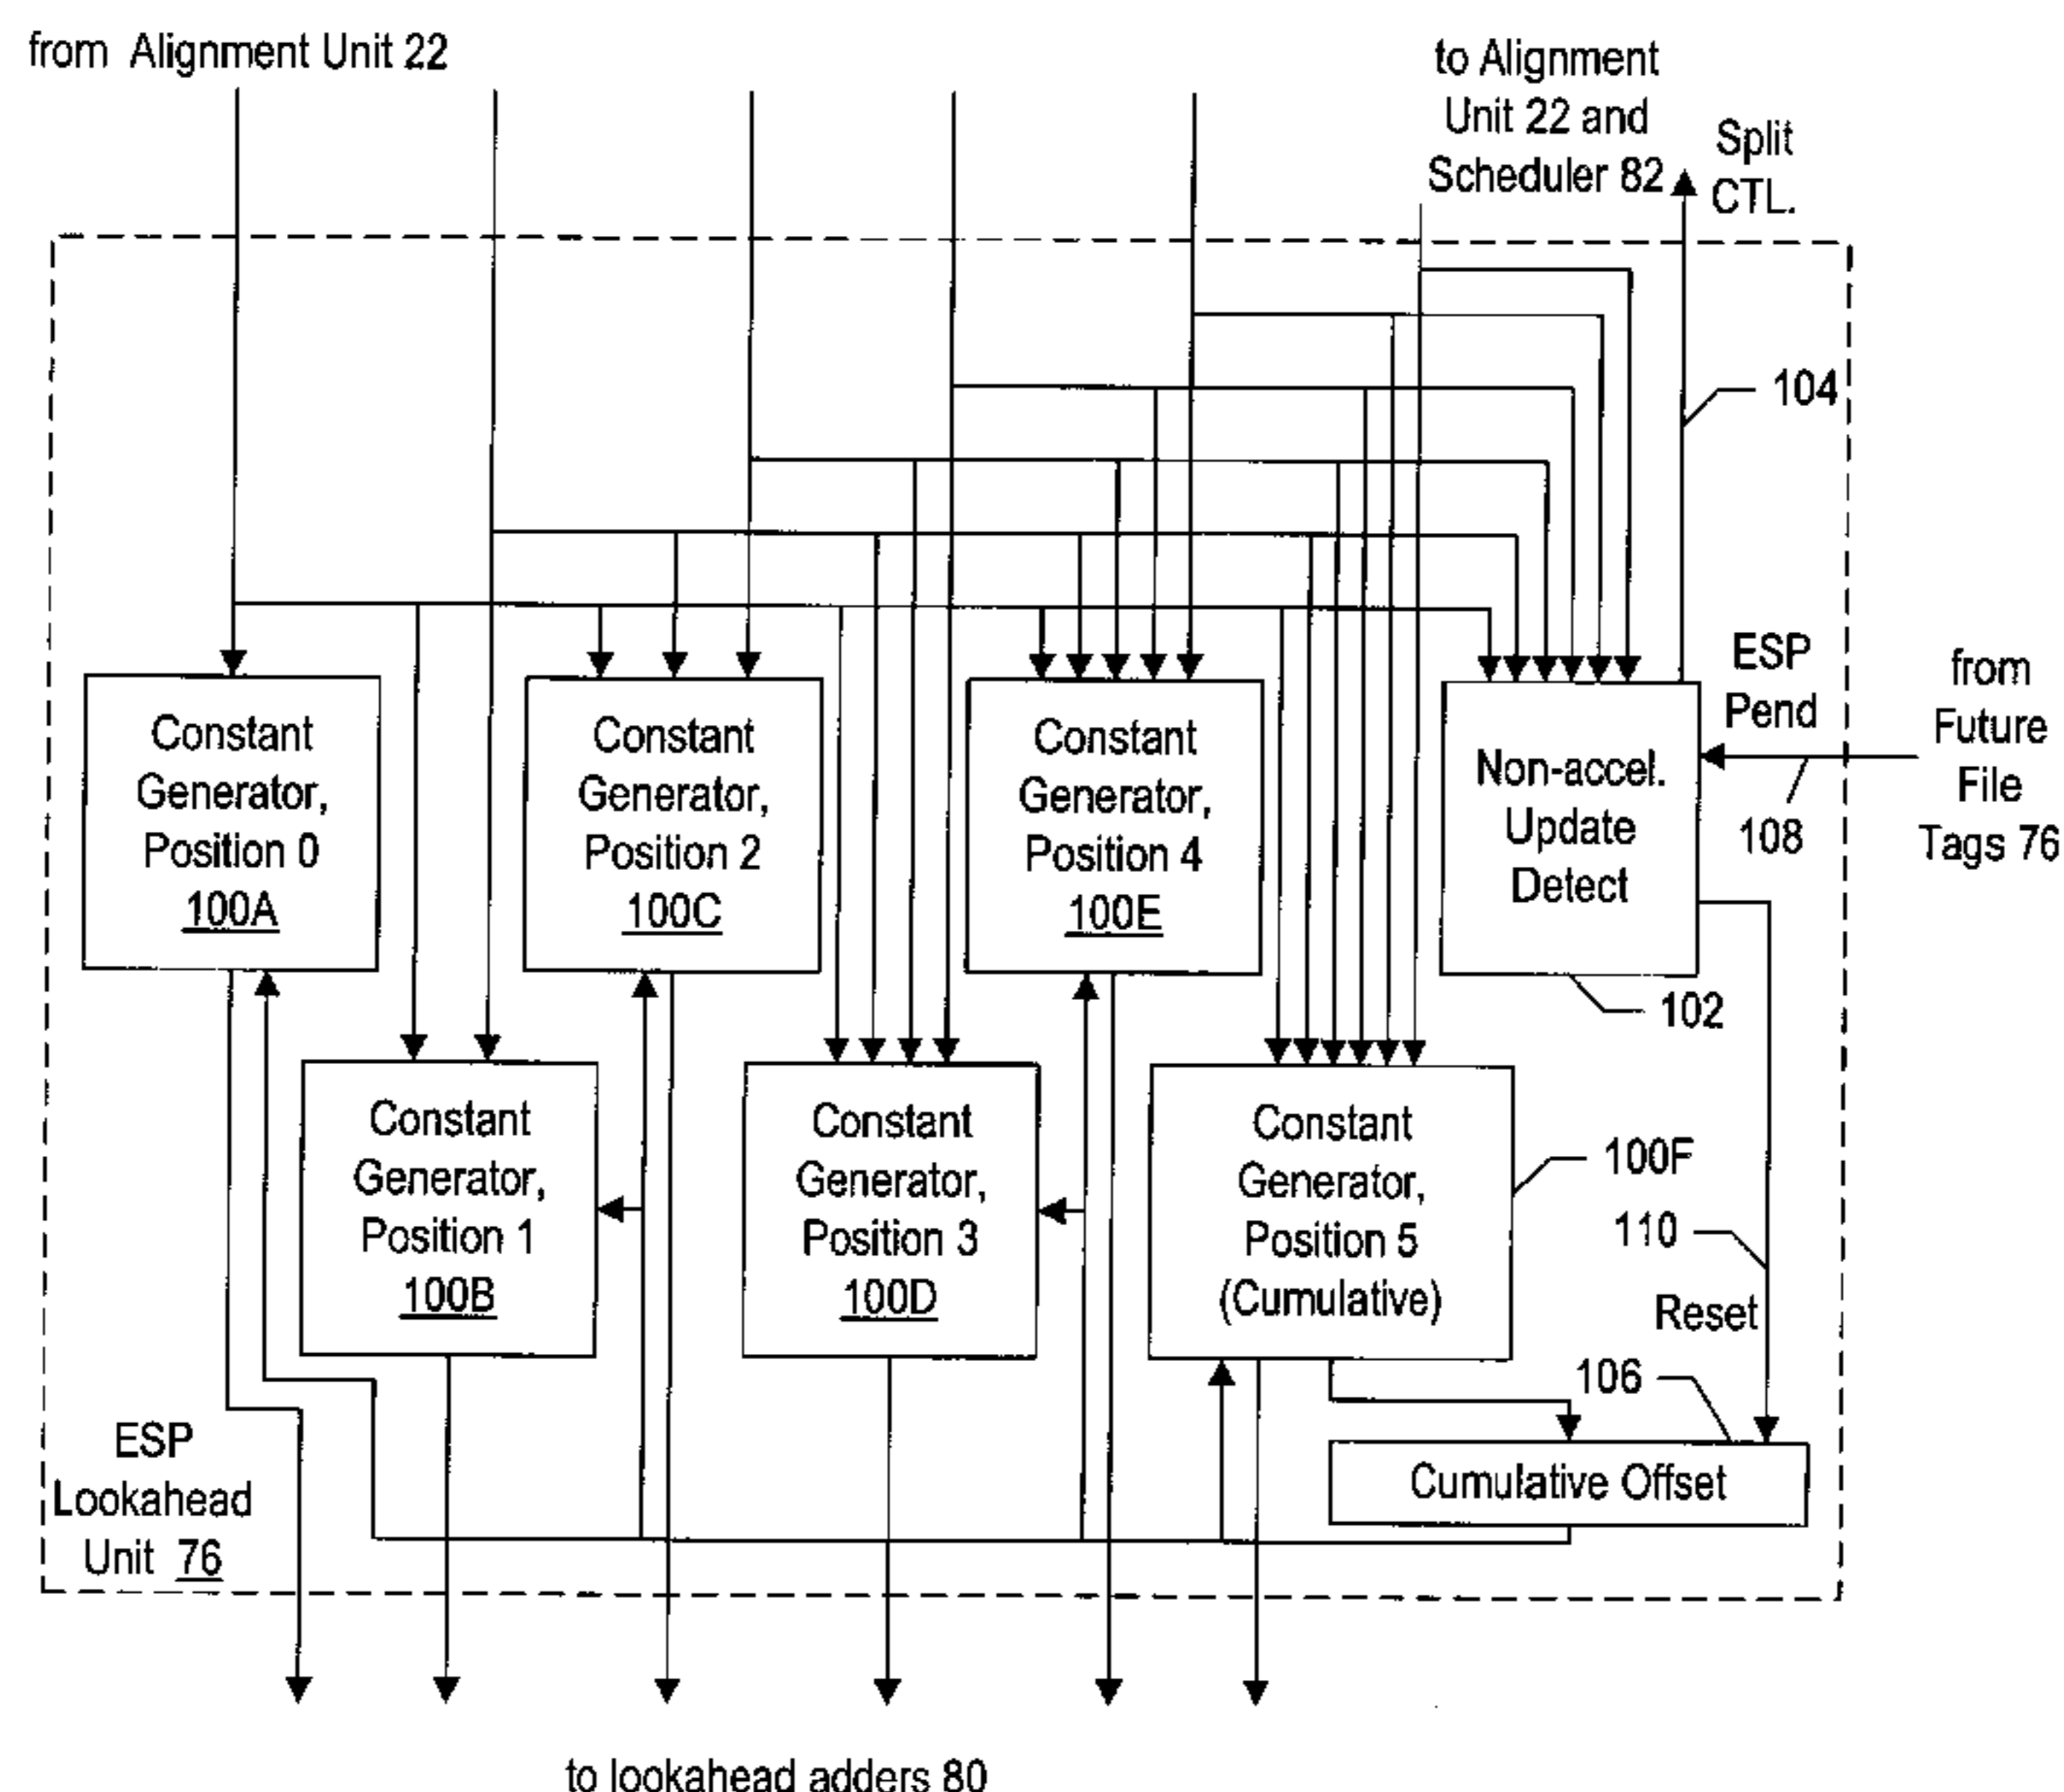 from Alignment Unit 22
to Alignment
Unit 22 and
Scheduler 82
Split
CTL.
104
ESP
Pend
108
from
Future
File
Tags 76
Constant
Generator,
Position 0
100A
Constant
Generator,
Position 2
100C
Constant
Generator,
Position 4
100E
Non-accel.
Update
Detect
102
Constant
Generator,
Position 1
100B
Constant
Generator,
Position 3
100D
Constant
Generator,
Position 5
(Cumulative)
100F
110
Reset
106
Cumulative Offset
ESP
Lookahead
Unit 76
to lookahead adders 80